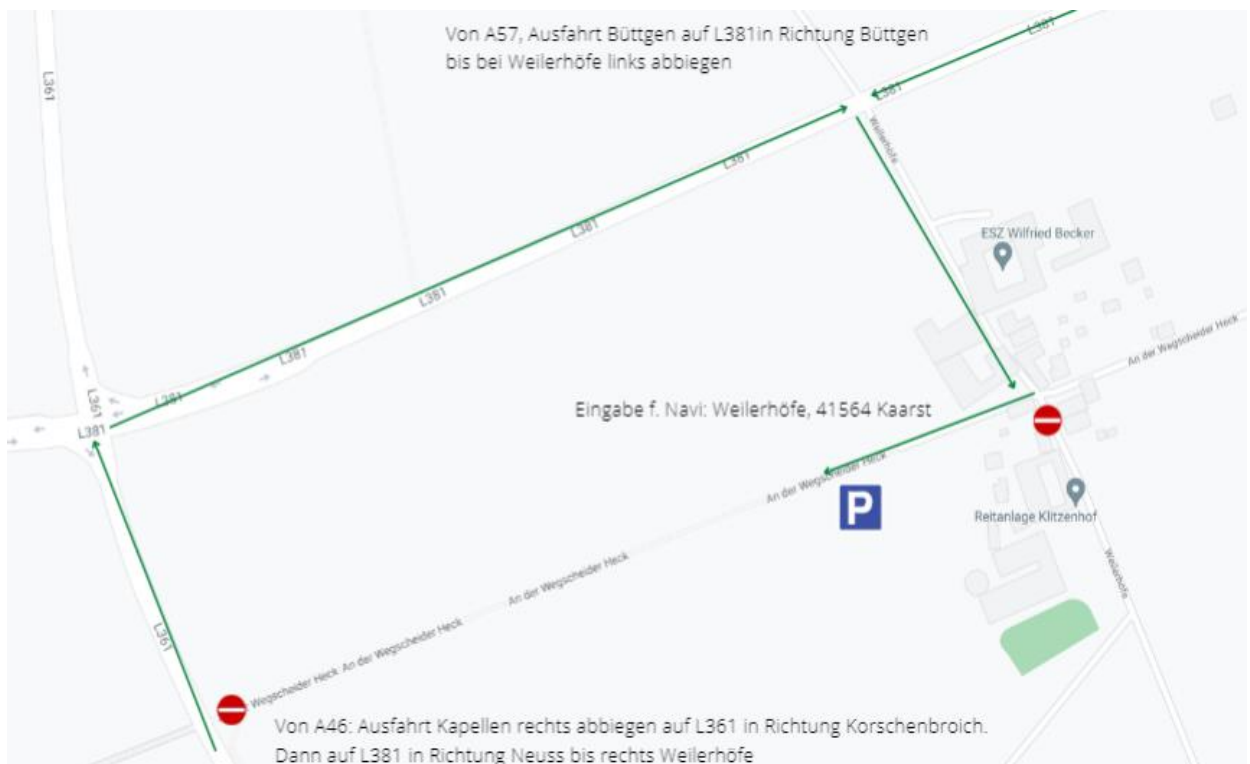 Von A57, Ausfahrt Büttgen auf L381in Richtung Büttgen
bis bei Weilerhöfe links abbiegen
L381
L381
L361
Weilerhöfe
L381
L381
ESZ Wilfried Becker
L381
L381
An der Wegscheider Heck
L361
L381
L381
Eingabe f. Navi: Weilerhöfe, 41564 Kaarst
An der Wegscheider Heck
P
Reitanlage Klitzenhof
An der Wegscheider Heck
Weilerhöfe
L361
An der Wegscheider Heck
Wegscheider Heck
Von A46: Ausfahrt Kapellen rechts abbiegen auf L361 in Richtung Korschenbroich.
Dann auf L381 in Richtung Neuss bis rechts Weilerhöfe